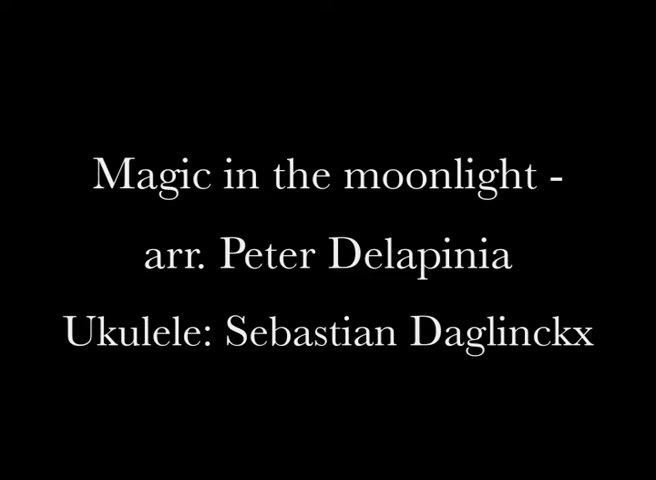 Magic in the moonlight -
arr. Peter Delapinia
Ukulele: Sebastian Daglinckx